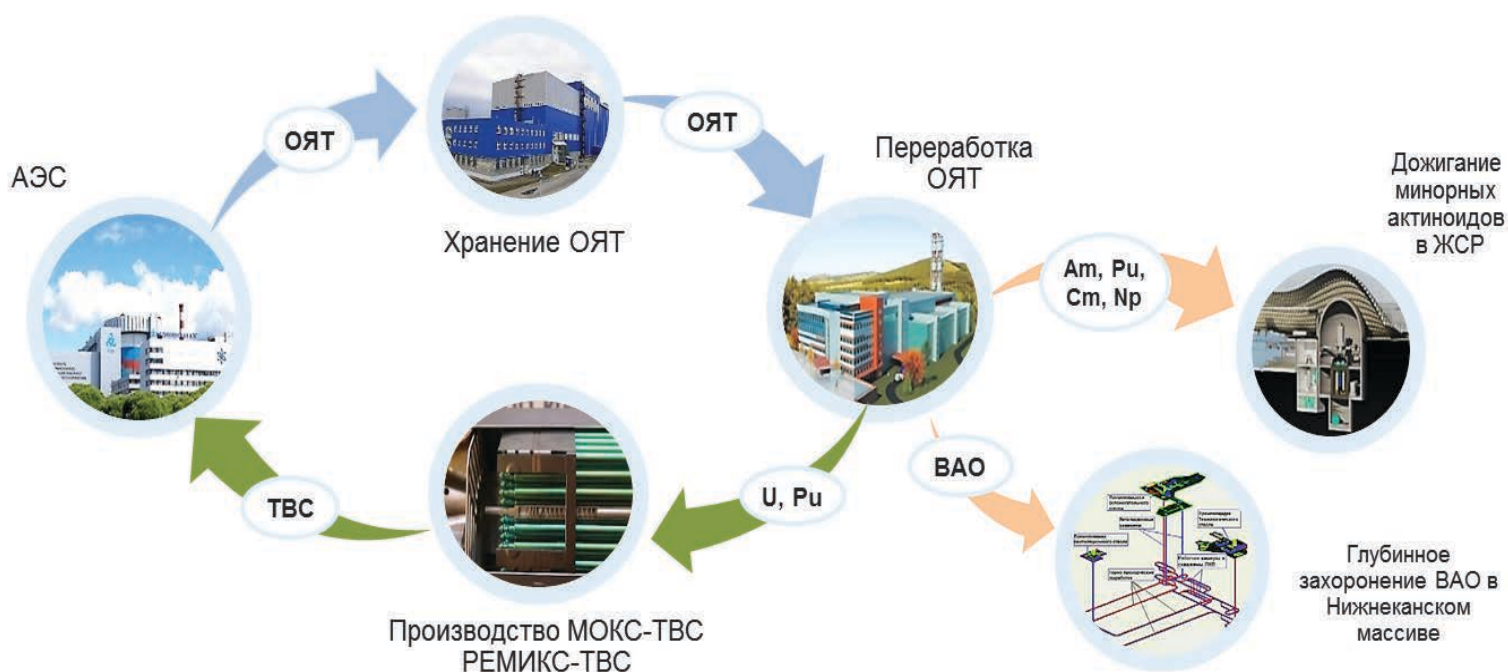 АЭС
ОЯТ
Хранение ОЯТ
ОЯТ
Переработка
ОЯТ
Am, Pu,
Cm, Np
Дожигание
минорных
актиноидов
в ЖСР
ВАО
Глубинное
захоронение ВАО в
Нижнеканском
массиве
U, Pu
Производство МОКС-ТВС
РЕМИКС-ТВС
ТВС